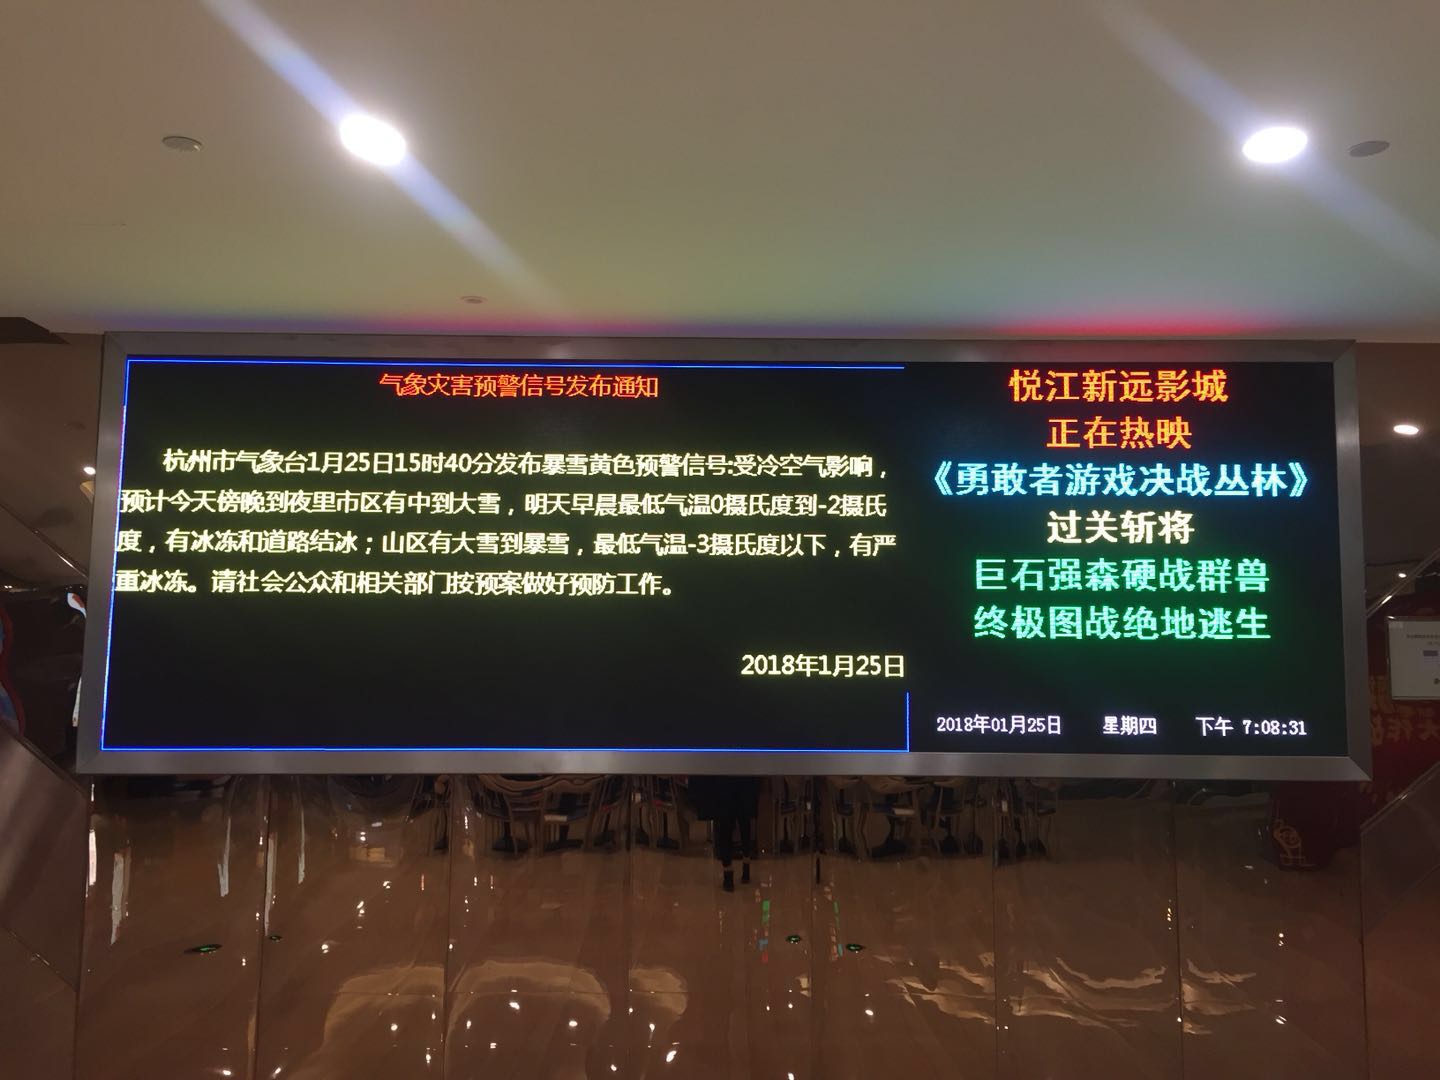 气象灾害预警信号发布通知
杭州市气象台1月25日15时40分发布暴雪黄色预警信号:受冷空气影响，
预计今天傍晚到夜里市区有中到大雪，明天早晨最低气温0摄氏度到-2摄氏
度，有冰冻和道路结冰；山区有大雪到暴雪，最低气温-3摄氏度以下，有严
重冰冻。请社会公众和相关部门按预案做好预防工作。
2018年1月25日
悦江新远影城
正在热映
《勇敢者游戏决战丛林》
过关斩将
巨石强森硬战群兽
终极图战绝地逃生
2018年01月25日 星期四 下午 7:08:31